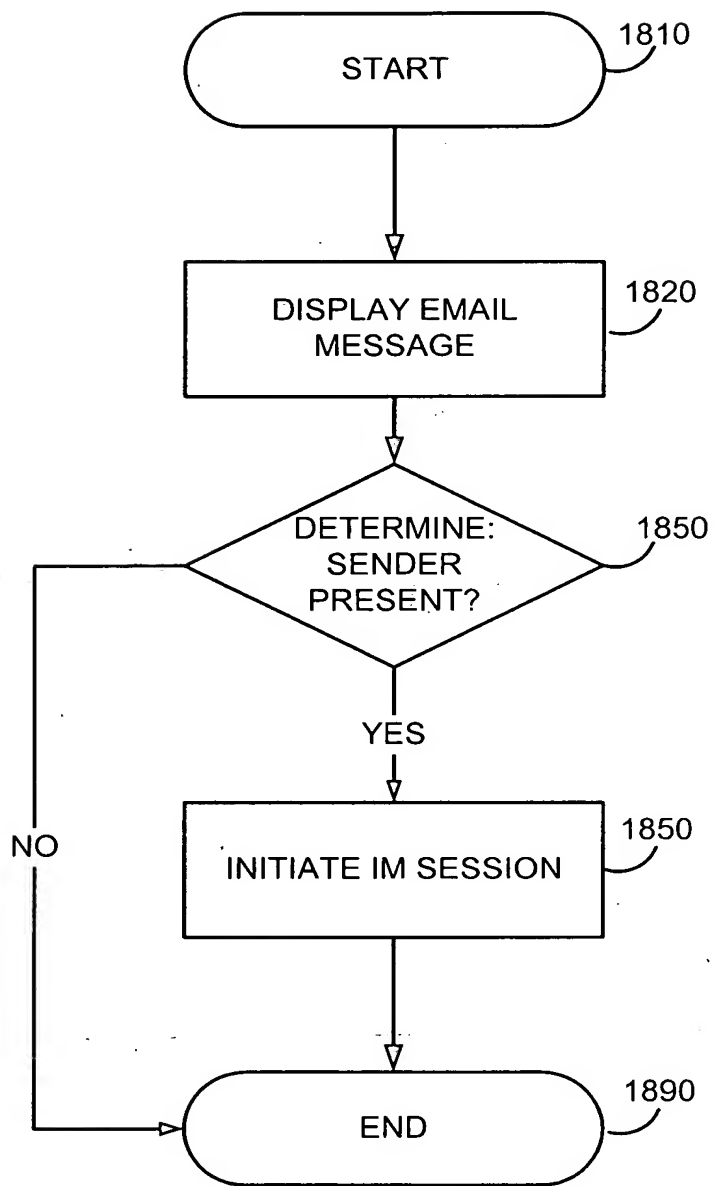 START
1810
DISPLAY EMAIL
MESSAGE
1820
DETERMINE:
SENDER
PRESENT?
1850
YES
NO
INITIATE IM SESSION
1850
END
1890